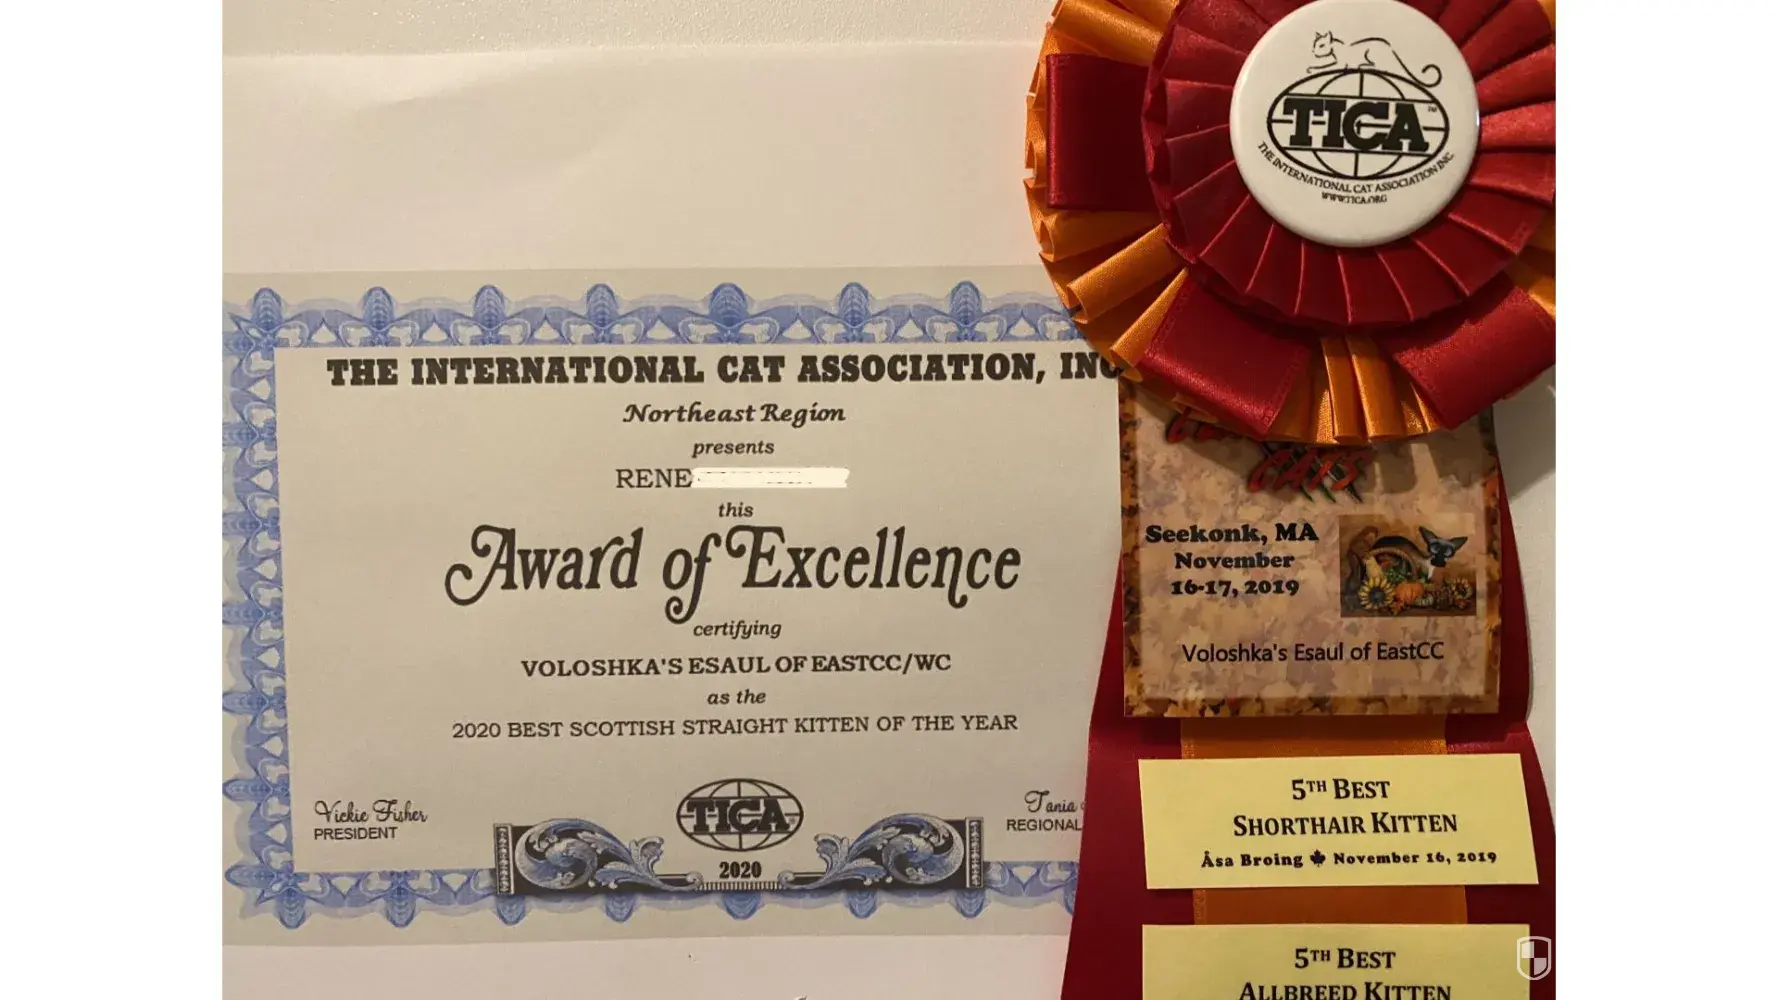 THE INTERNATIONAL CAT ASSOCIATION, INC
Northeast Region
presents
RENE
this
Award of Excellence
certifying
VOLOSHKA'S ESAUL OF EASTCC/WC
as the
2020 BEST SCOTTISH STRAIGHT KITTEN OF THE YEAR
Vickie Fisher
PRESIDENT
TICA
2020
Tania
REGIONAL
TICA™
THE INTERNATIONAL CAT ASSOCIATION INC
WWW.TICA.ORG
CATS
Seekonk, MA
November
16-17, 2019
Voloshka's Esaul of EastCC
5TH BEST
SHORTHAIR KITTEN
Åsa Broing November 16, 2019
5TH BEST
ALLBREED KITTEN